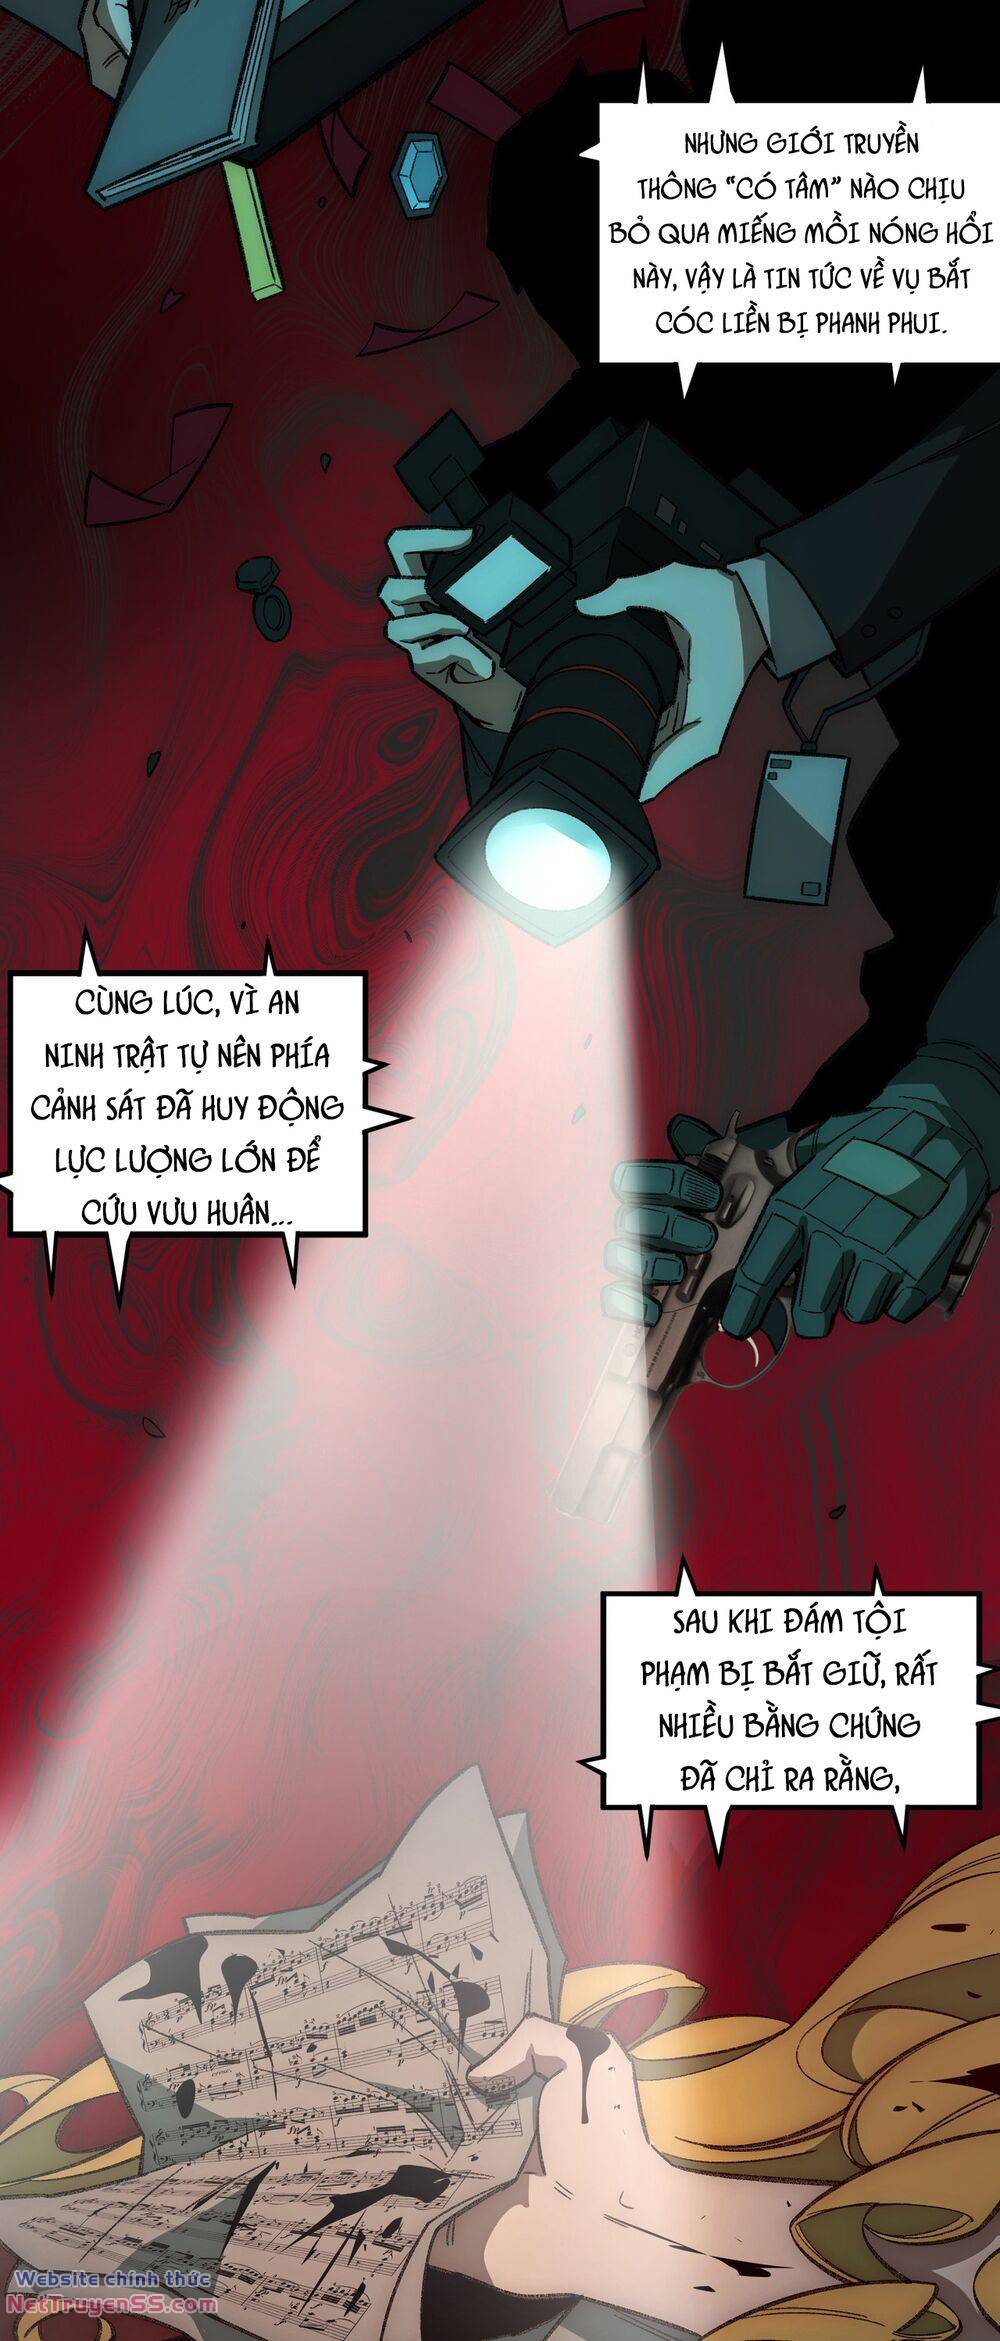 NHƯNG GIỚI TRUYỀN
THÔNG "CÓ TÂM" NÀO CHỊU
BỎ QUA MIẾNG MỒI NÓNG HỔI
NÀY, VẬY LÀ TIN TỨC VỀ VỤ BẮT
CÓC LIỀN BỊ PHANH PHUI.
CÙNG LÚC, VÌ AN
NINH TRẬT TỰ NÊN PHÍA
CẢNH SÁT ĐÃ HUY ĐỘNG
LỰC LƯỢNG LỚN ĐỂ
CỨU VƯU HUÂN...
SAU KHI ĐÁM TỘI
PHẠM BỊ BẮT GIỮ, RẤT
NHIỀU BẰNG CHỨNG
ĐÃ CHỈ RA RẰNG,
Website chính thức
NetTruyenSS.com